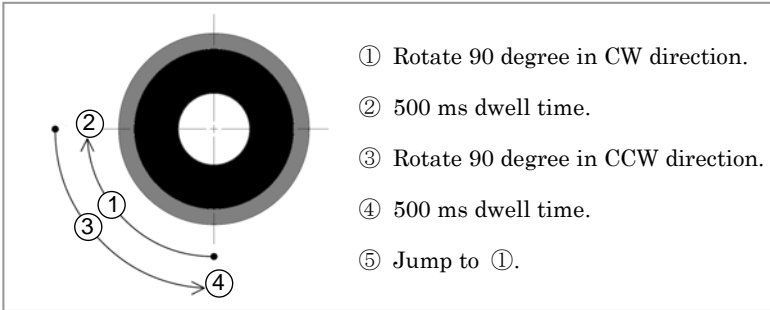 ① Rotate 90 degree in CW direction.
② 500 ms dwell time.
③ Rotate 90 degree in CCW direction.
④ 500 ms dwell time.
⑤ Jump to ①.
②
①
③
④